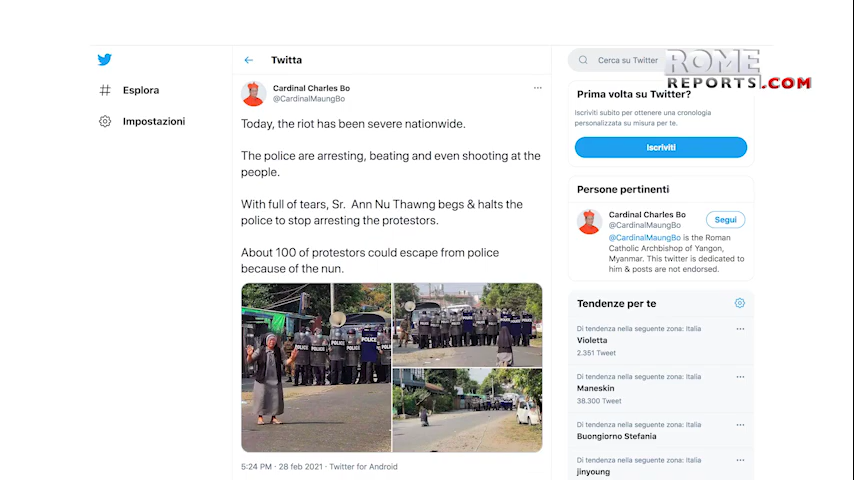 ROME
REPORTS.COM
Esplora
Impostazioni
Twitta
Cardinal Charles Bo
@CardinalMaungBo
Today, the riot has been severe nationwide.
The police are arresting, beating and even shooting at the
people.
With full of tears, Sr. Ann Nu Thawng begs & halts the
police to stop arresting the protestors.
About 100 of protestors could escape from police
because of the nun.
POLICE
POLICE
POLICE
POLICE
POLICE
5:24 PM · 28 feb 2021 · Twitter for Android
Cerca su Twitter
Prima volta su Twitter?
Iscriviti subito per ottenere una cronologia
personalizzata su misura per te.
Iscriviti
Persone pertinenti
Cardinal Charles Bo
@CardinalMaungBo
Segui
@CardinalMaungBo is the Roman
Catholic Archbishop of Yangon,
Myanmar. This twitter is dedicated to
him & posts are not endorsed.
Tendenze per te
Di tendenza nella seguente zona: Italia
Violetta
2.351 Tweet
Di tendenza nella seguente zona: Italia
Maneskin
38.300 Tweet
Di tendenza nella seguente zona: Italia
Buongiorno Stefania
Di tendenza nella seguente zona: Italia
jinyoung